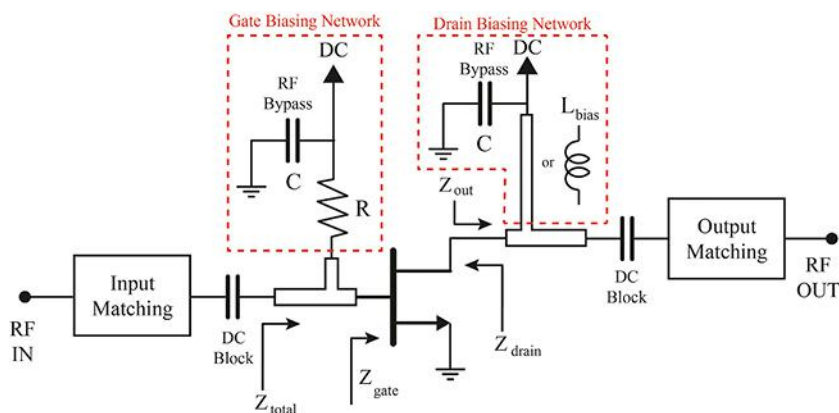 Gate Biasing Network
Drain Biasing Network
DC
RF
Bypass
C
R
DC
RF
Bypass
C
L_bias
or
Z_out
Input
Matching
Output
Matching
RF
IN
DC
Block
Z_total
Z_gate
Z_drain
DC
Block
RF
OUT